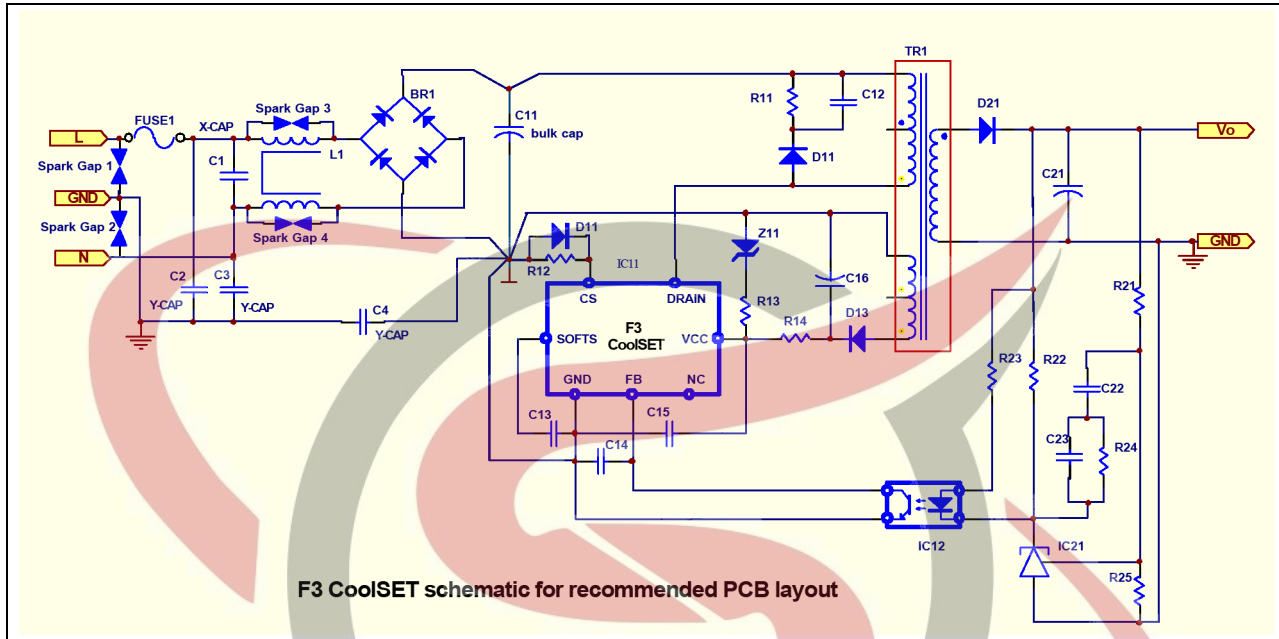 TR1
BR1
Spark Gap 3
FUSE1
X-CAP
L
L1
C11
bulk cap
R11
C12
D21
Vo
Spark Gap 1
C1
D11
C21
GND
Spark Gap 2
Spark Gap 4
N
D11
Z11
GND
R12
IC11
C2
C3
C16
Y-CAP
Y-CAP
CS
DRAIN
R13
R21
C4
Y-CAP
F3
CoolSET
SOFTS
VCC
R14
D13
R23
R22
GND
FB
NC
C22
C13
C15
C14
C23
R24
IC12
IC21
R25
F3 CoolSET schematic for recommended PCB layout